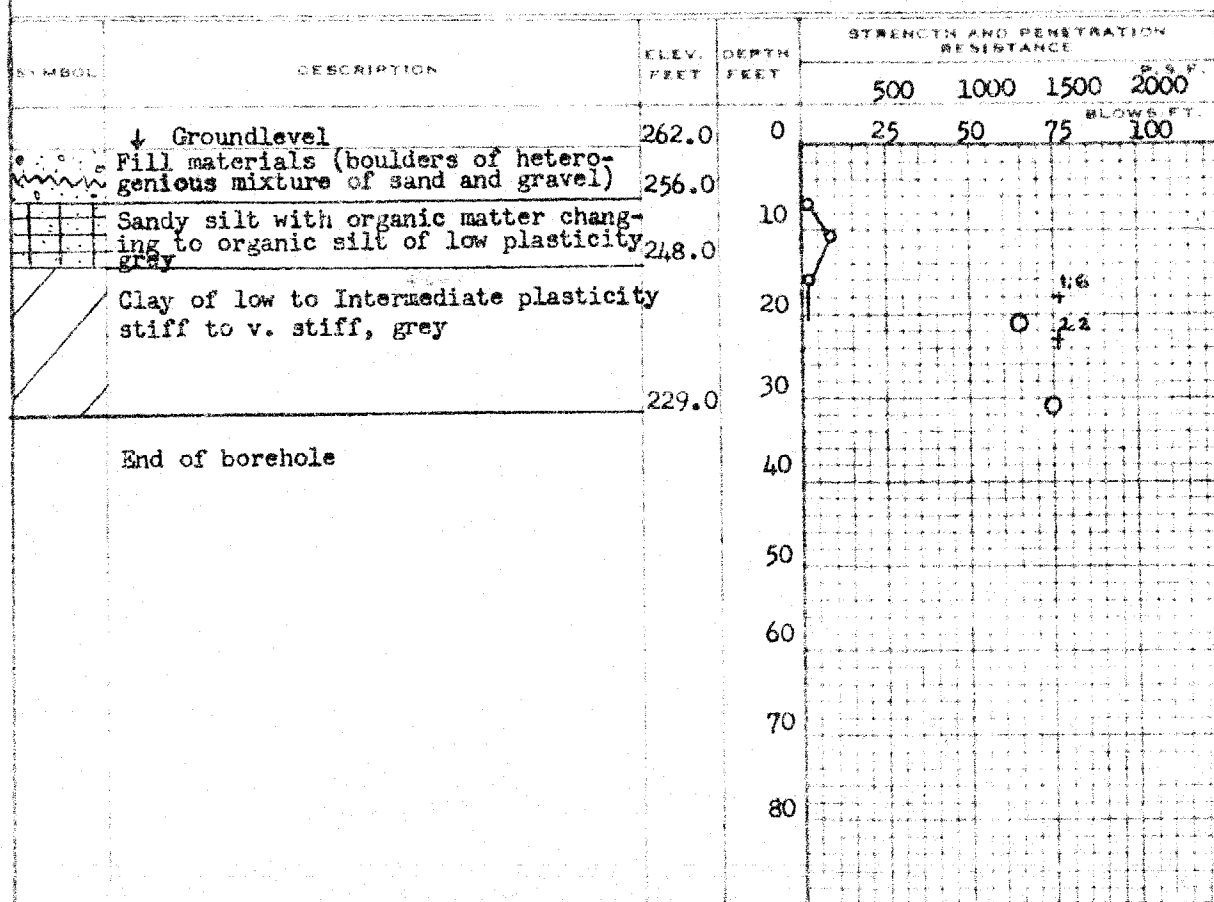 STRENGTH AND PENETRATION
RESISTANCE
SYMBOL DESCRIPTION ELEV. FEET DEPTH FEET
P.S.F.
500 1000 1500 2000
BLOWS FT.
25 50 75 100
↓ Groundlevel 262.0 0
Fill materials (boulders of hetero-
genious mixture of sand and gravel) 256.0
10
Sandy silt with organic matter chang-
ing to organic silt of low plasticity 248.0
grey
Clay of low to Intermediate plasticity
stiff to v. stiff, grey
20
1.6
2.2
30
229.0
End of borehole
40
50
60
70
80